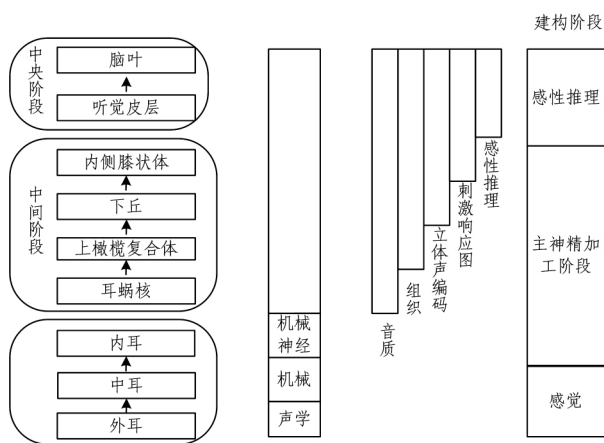 建构阶段
中央阶段
脑叶
听觉皮层
中间阶段
内侧膝状体
下丘
上橄榄复合体
耳蜗核
内耳
中耳
外耳
机械
神经
机械
声学
音质
组织
立体声编码
刺激响应图
感性推理
感性推理
主神精加
工阶段
感觉